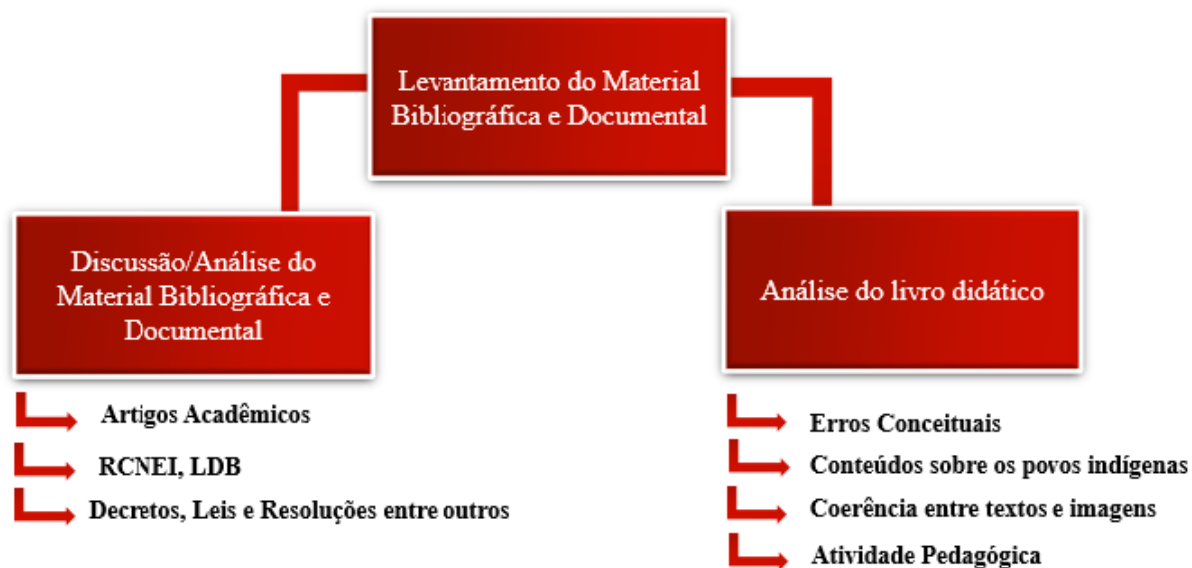 Levantamento do Material
Bibliográfica e Documental
Discussão/Análise do
Material Bibliográfica e
Documental
Artigos Acadêmicos
RCNEI, LDB
Decretos, Leis e Resoluções entre outros
Análise do livro didático
Erros Conceituais
Conteúdos sobre os povos indígenas
Coerência entre textos e imagens
Atividade Pedagógica